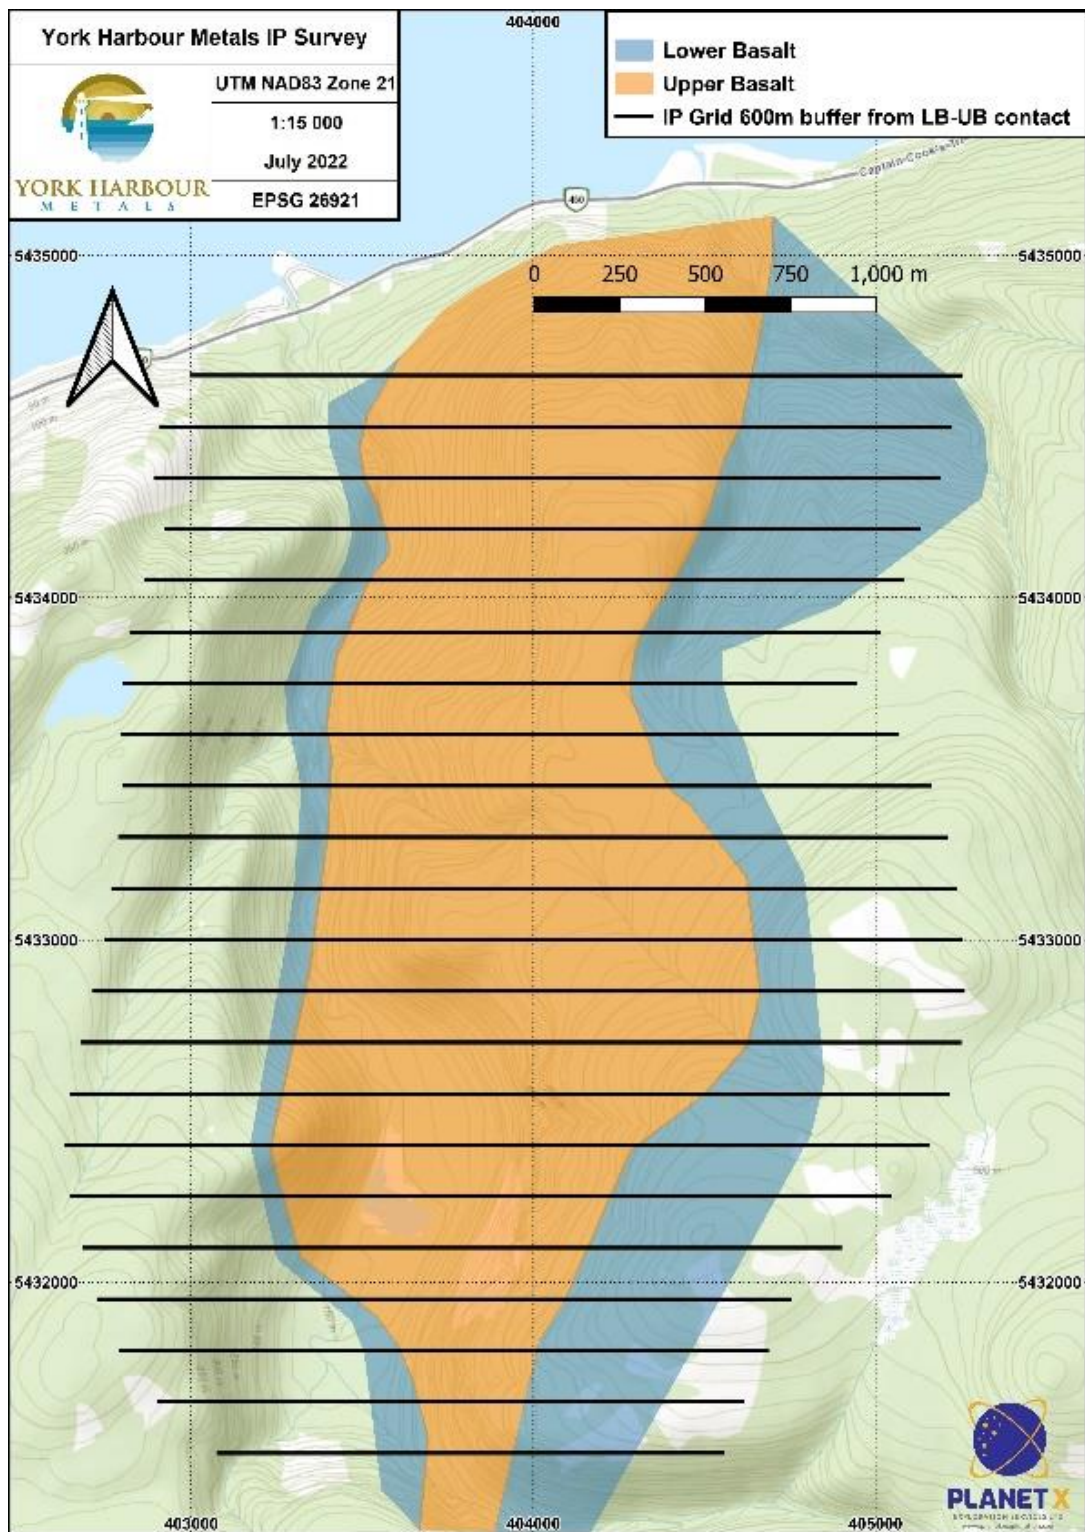 York Harbour Metals IP Survey
YORK HARBOUR
METALS
UTM NAD83 Zone 21
1:15 000
July 2022
EPSG 26921
404000
Lower Basalt
Upper Basalt
IP Grid 600m buffer from LB-UB contact
450
5435000
0 250 500 750 1,000 m
5435000
5434000
5434000
5433000
5433000
5432000
5432000
500 m
403000
404000
405000
PLANET X